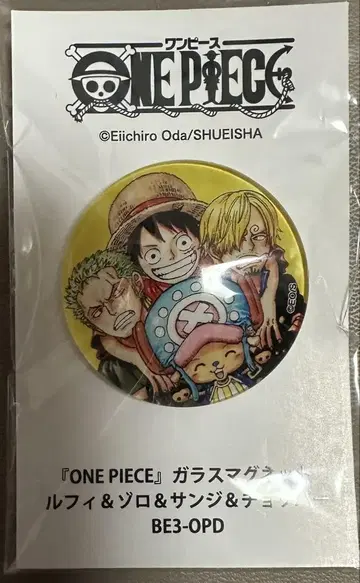 ワンピース
ONE PIECE
©Eiichiro Oda/SHUEISHA
©EO/S
『ONE PIECE』ガラスマグネット
ルフィ＆ゾロ＆サンジ＆チョッパー
BE3-OPD